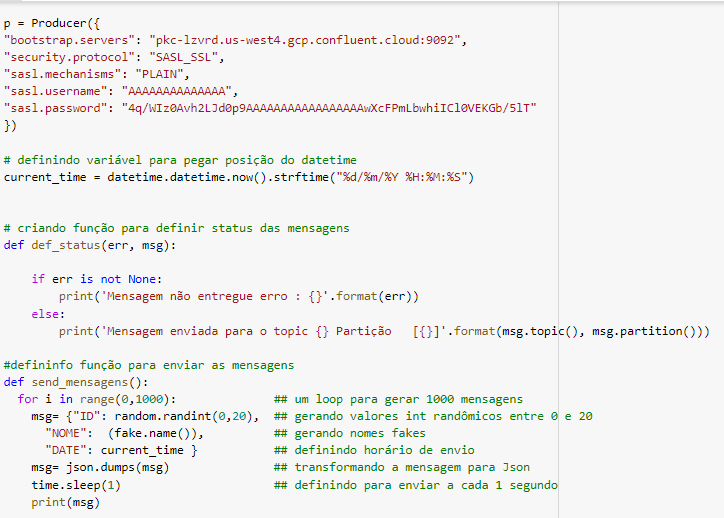 p = Producer({
"bootstrap.servers": "pkc-lzvrd.us-west4.gcp.confluent.cloud:9092",
"security.protocol": "SASL_SSL",
"sasl.mechanisms": "PLAIN",
"sasl.username": "AAAAAAAAAAAAAA",
"sasl.password": "4q/WIz0Avh2LJd0p9AAAAAAAAAAAAAAAAAwXcFPmLbwhiICl0VEKGb/5lT"
})
# definindo variável para pegar posição do datetime
current_time = datetime.datetime.now().strftime("%d/%m/%Y %H:%M:%S")
# criando função para definir status das mensagens
def def_status(err, msg):
if err is not None:
print('Mensagem não entregue erro : {}'.format(err))
else:
print('Mensagem enviada para o topic {} Partição   [{}]'.format(msg.topic(), msg.partition()))
#defininfo função para enviar as mensagens
def send_mensagens():
for i in range(0,1000):              ## um loop para gerar 1000 mensagens
msg= {"ID": random.randint(0,20),  ## gerando valores int randômicos entre 0 e 20
"NOME":  (fake.name()),          ## gerando nomes fakes
"DATE": current_time }           ## definindo horário de envio
msg= json.dumps(msg)               ## transformando a mensagem para Json
time.sleep(1)                      ## definindo para enviar a cada 1 segundo
print(msg)